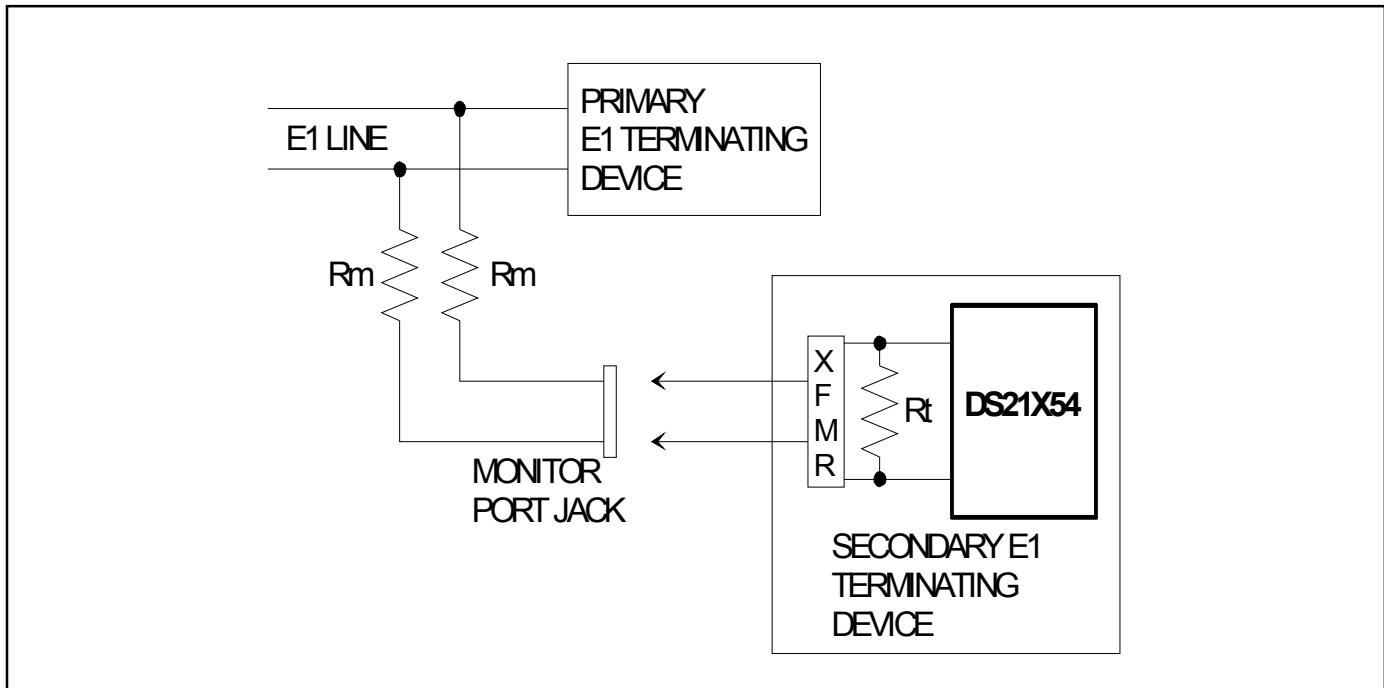 PRIMARY
E1 TERMINATING
DEVICE
E1 LINE
Rm
Rm
MONITOR
PORT JACK
X
F
M
R
Rt
DS21X54
SECONDARY E1
TERMINATING
DEVICE